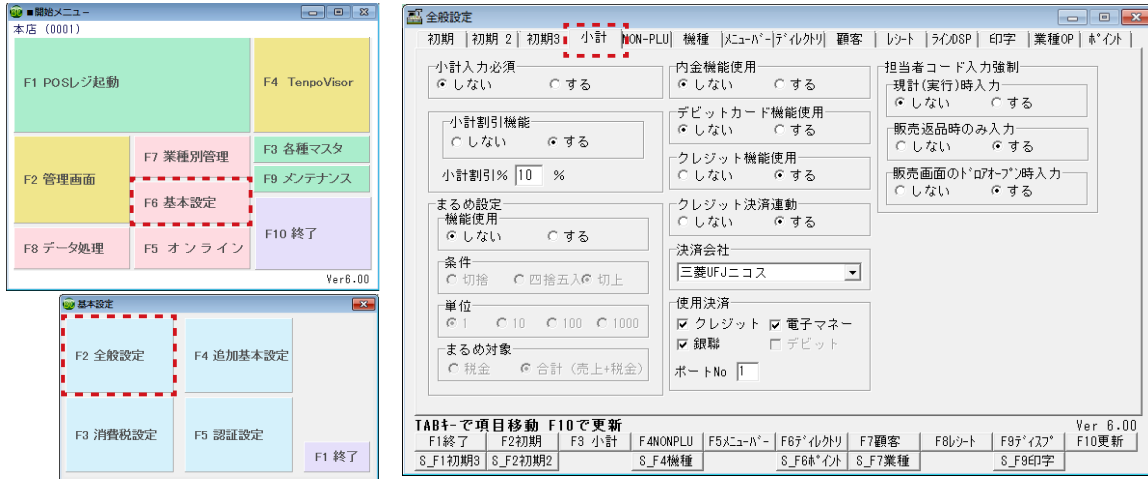 ■開始メニュー
本店 (0001)
F1 POSレジ起動
F4 TenpoVisor
F2 管理画面
F7 業種別管理
F3 各種マスタ
F9 メンテナンス
F6 基本設定
F10 終了
F8 データ処理
F5 オンライン
Ver6.00
基本設定
F2 全般設定
F4 追加基本設定
F3 消費税設定
F5 認証設定
F1 終了
全般設定
初期 初期 2 初期3 小計 NON-PLU 機種 ﾒﾆｭｰﾊﾞｰ ﾃﾞｨﾚｸﾄﾘ 顧客 ﾚｼｰﾄ ﾗｲﾝDSP 印字 業種OP ﾎﾟｲﾝﾄ
小計入力必須
しない する
小計割引機能
しない する
小計割引% 10 %
まるめ設定
機能使用
しない する
条件
切捨 四捨五入 切上
単位
1 10 100 1000
まるめ対象
税金 合計 (売上+税金)
内金機能使用
しない する
デビットカード機能使用
しない する
クレジット機能使用
しない する
クレジット決済連動
しない する
決済会社
三菱UFJニコス
使用決済
クレジット 電子マネー
銀聯 デビット
ポートNo 1
担当者コード入力強制
現計(実行)時入力
しない する
販売返品時のみ入力
しない する
販売画面のﾄﾞﾛｱｵｰﾌﾟﾝ時入力
しない する
TABｷｰで項目移動 F10で更新
Ver 6.00
F1終了 F2初期 F3 小計 F4NONPLU F5ﾒﾆｭｰﾊﾞｰ F6ﾃﾞｨﾚｸﾄﾘ F7顧客 F8ﾚｼｰﾄ F9ﾃﾞｨｽﾌﾟ F10更新
S_F1初期3 S_F2初期2 S_F4機種 S_F6ﾎﾟｲﾝﾄ S_F7業種 S_F9印字